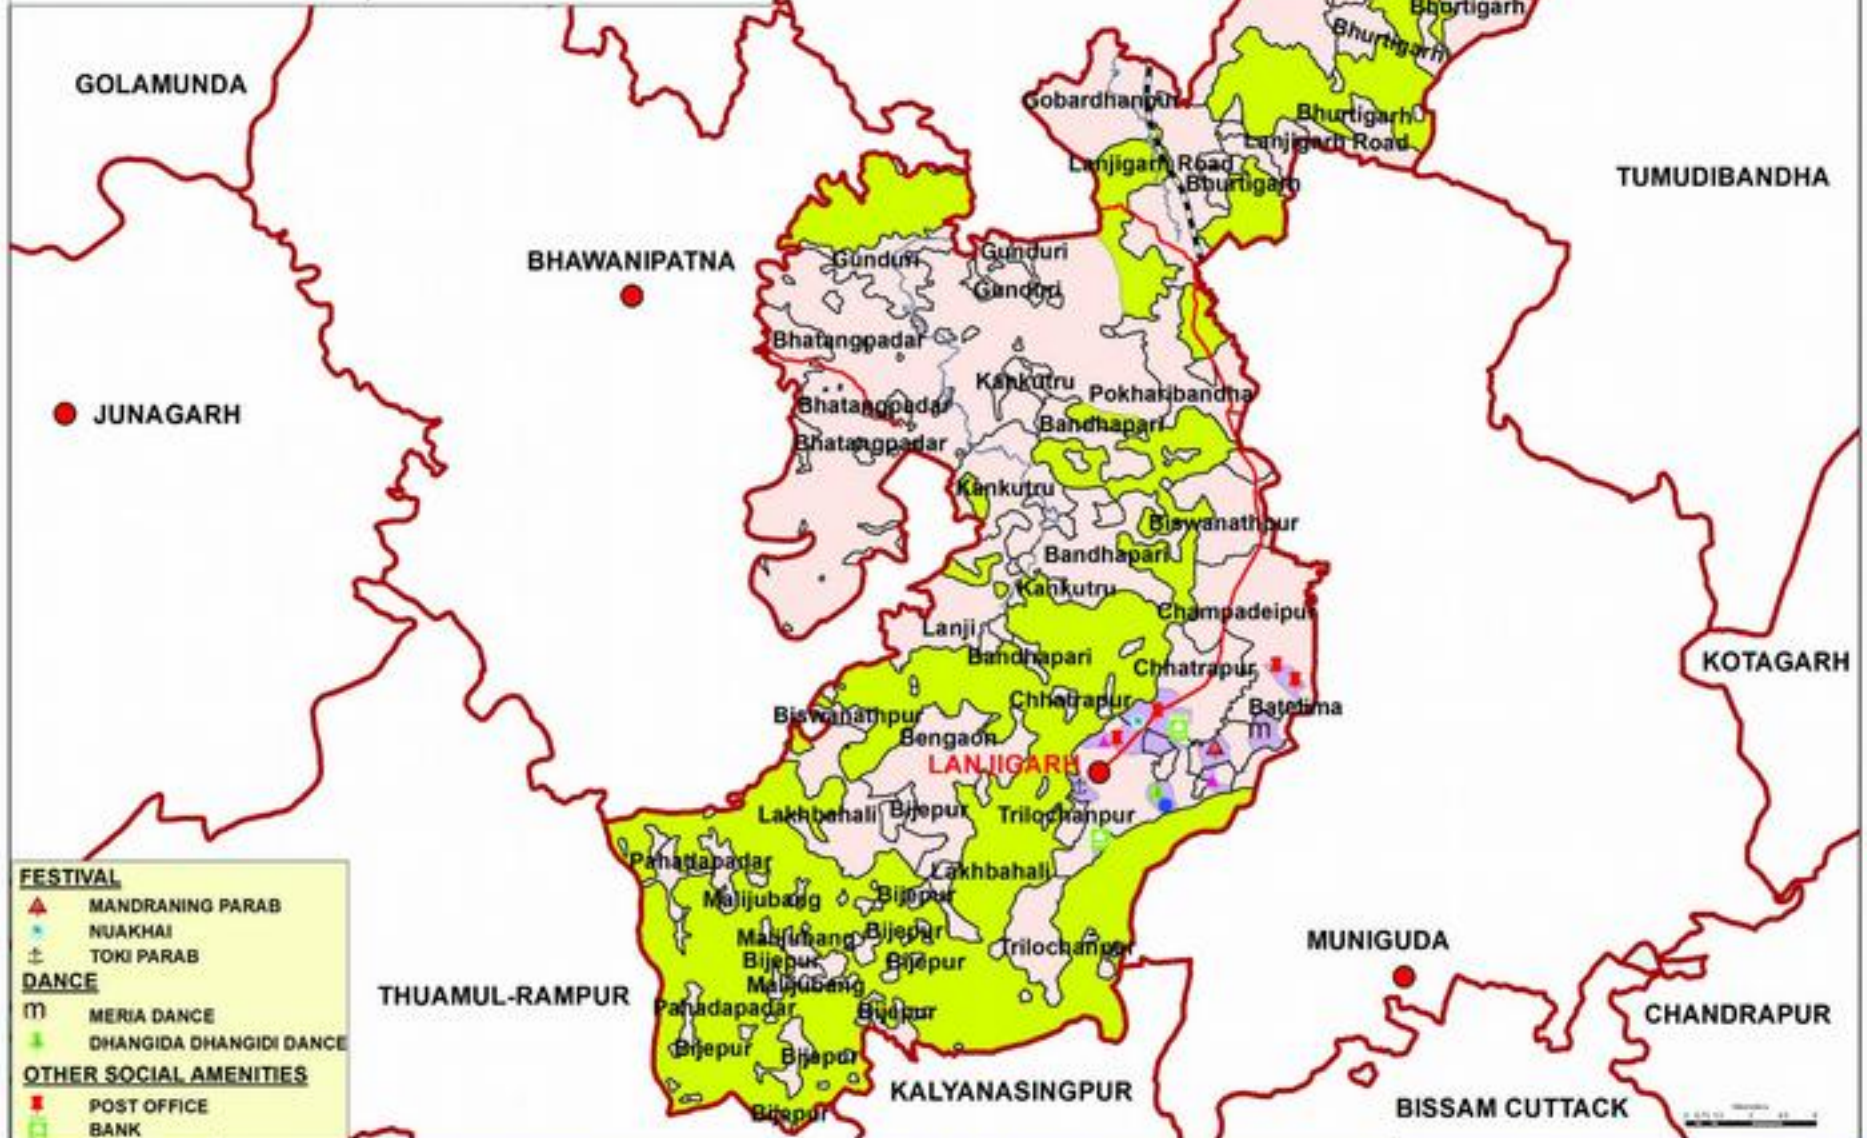 Bhurtigarh
Bhurtigarh
GOLAMUNDA
Gobardhanpur
Bhurtigarh
Lanjigarh Road
Lanjigarh Road
Bhurtigarh
TUMUDIBANDHA
BHAWANIPATNA
Gunduri
Gunduri
Gunduri
Bhatangpadar
Kankutru
Pokharibandha
Bhatangpadar
JUNAGARH
Bandhapari
Bhatangpadar
Kankutru
Biswanathpur
Bandhapari
Kankutru
Champadeipur
Lanji
Bandhapari
Chhatrapur
KOTAGARH
Chhatrapur
Batelima
Biswanathpur
Bengaon
m
LANJIGARH
Lakhbahali
Bijepur
Trilochanpur
Pahadapadar
Lakhbahali
Malijubang
Bijepur
Malijubang
Bijepur
Trilochanpur
MUNIGUDA
Bijepur
Bijepur
Malijubang
THUAMUL-RAMPUR
Pahadapadar
Bijepur
CHANDRAPUR
Bijepur
Bijepur
KALYANASINGPUR
BISSAM CUTTACK
Bijepur
FESTIVAL
MANDRANING PARAB
NUAKHAI
TOKI PARAB
DANCE
m MERIA DANCE
DHANGIDA DHANGIDI DANCE
OTHER SOCIAL AMENITIES
POST OFFICE
BANK